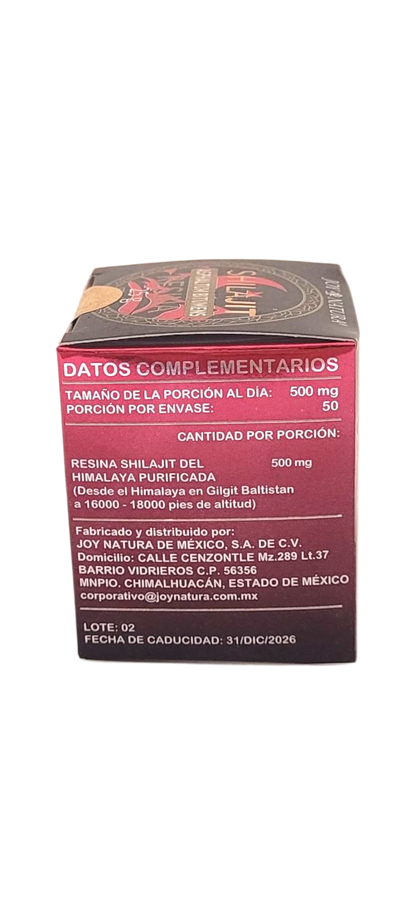 SHILAJIT
JOY NATURA
DATOS COMPLEMENTARIOS
TAMAÑO DE LA PORCIÓN AL DÍA: 500 mg
PORCIÓN POR ENVASE: 50
CANTIDAD POR PORCIÓN:
RESINA SHILAJIT DEL 500 mg
HIMALAYA PURIFICADA
(Desde el Himalaya en Gilgit Baltistan
a 16000 - 18000 pies de altitud)
Fabricado y distribuido por:
JOY NATURA DE MÉXICO, S.A. DE C.V.
Domicilio: CALLE CENZONTLE Mz.289 Lt.37
BARRIO VIDRIEROS C.P. 56356
MNPIO. CHIMALHUACÁN, ESTADO DE MÉXICO
corporativo@joynatura.com.mx
LOTE: 02
FECHA DE CADUCIDAD: 31/DIC/2026